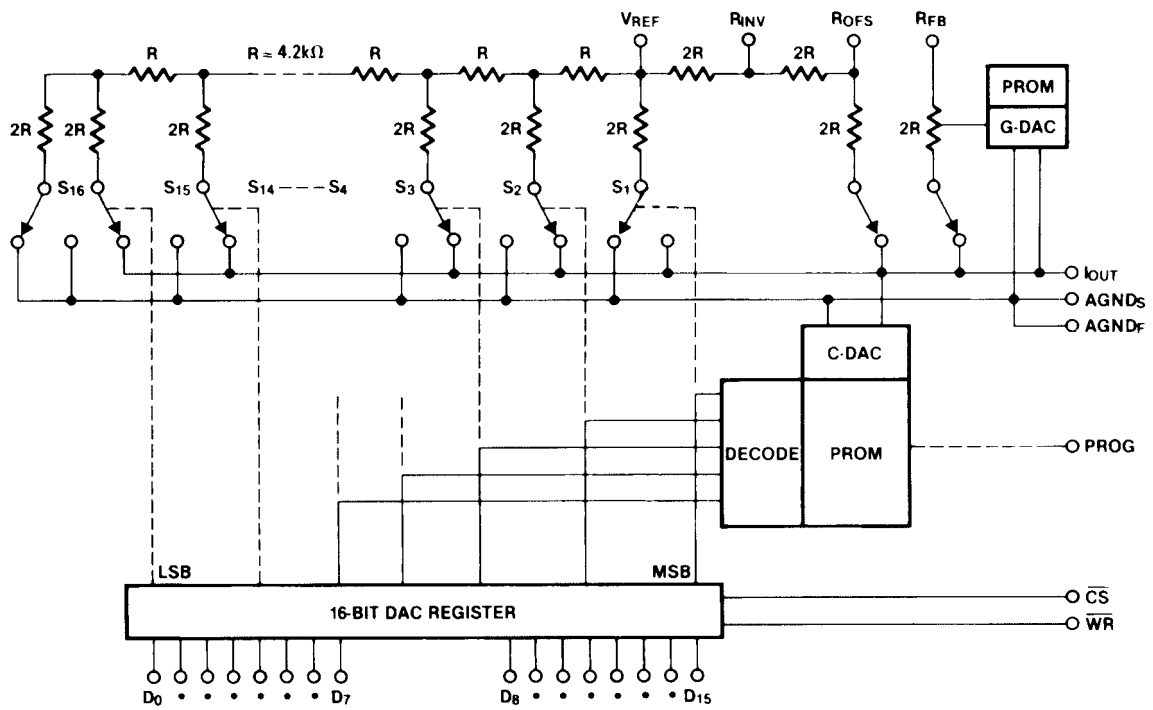 VREF RINV ROFS RFB
R R = 4.2kΩ R R R 2R 2R
PROM
G-DAC
2R 2R 2R 2R 2R 2R 2R 2R
S16 S15 S14 S4 S3 S2 S1
IOUT
AGNDS
AGNDF
C-DAC
DECODE PROM PROG
LSB MSB
16-BIT DAC REGISTER
CS
WR
D0 D7 D8 D15